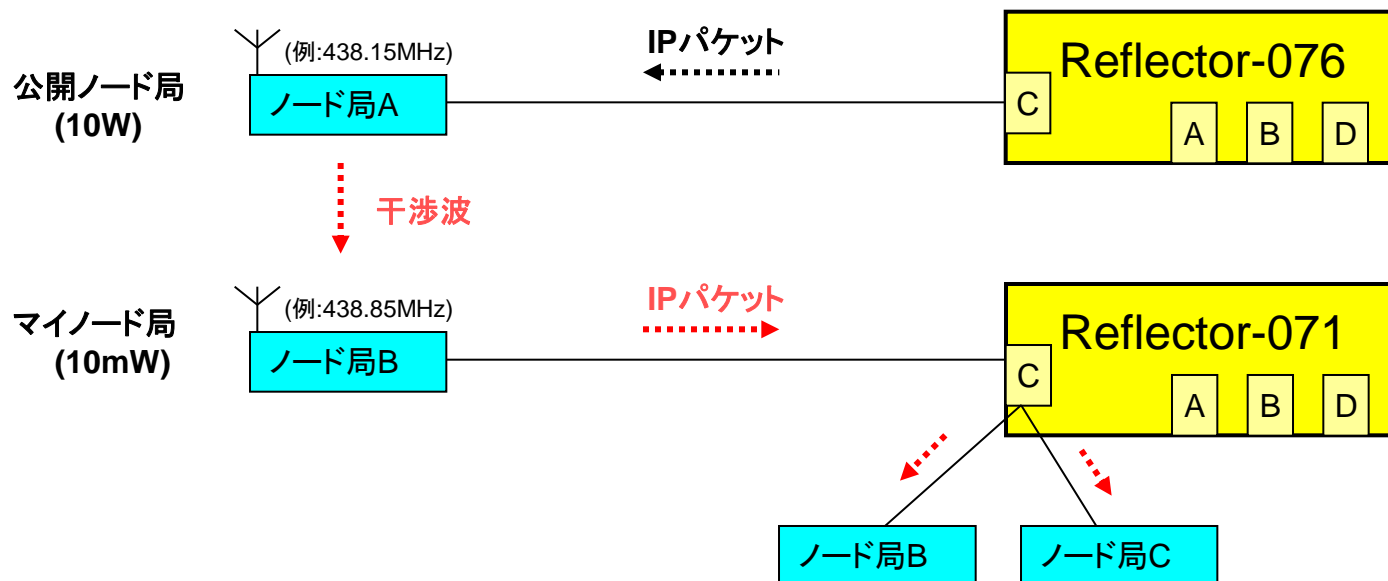 (例:438.15MHz)
IPパケット
Reflector-076
公開ノード局
(10W)
ノード局A
C
A
B
D
干渉波
(例:438.85MHz)
IPパケット
Reflector-071
マイノード局
(10mW)
ノード局B
C
A
B
D
ノード局B
ノード局C